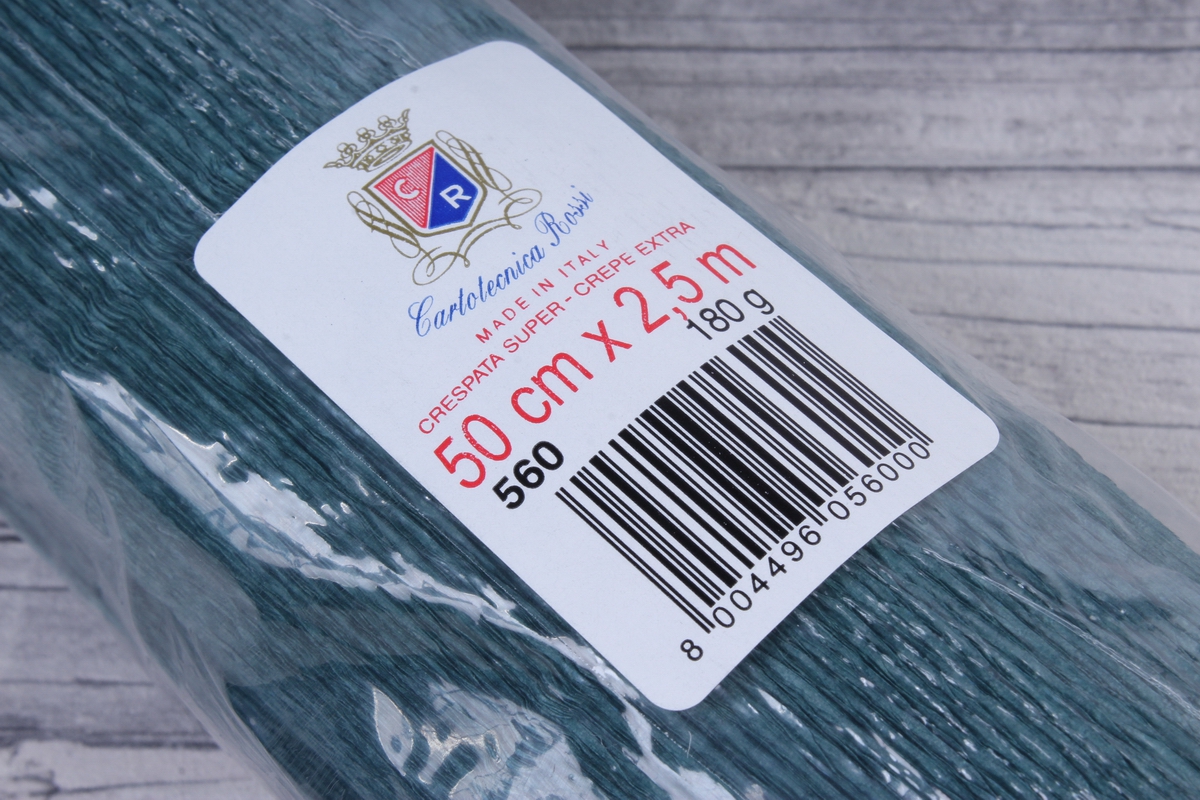 C R
Cartotecnica Rossi
MADE IN ITALY
CRESPATA SUPER - CREPE EXTRA
50 cm x 2,5 m
180 g
560
8 004496 056000